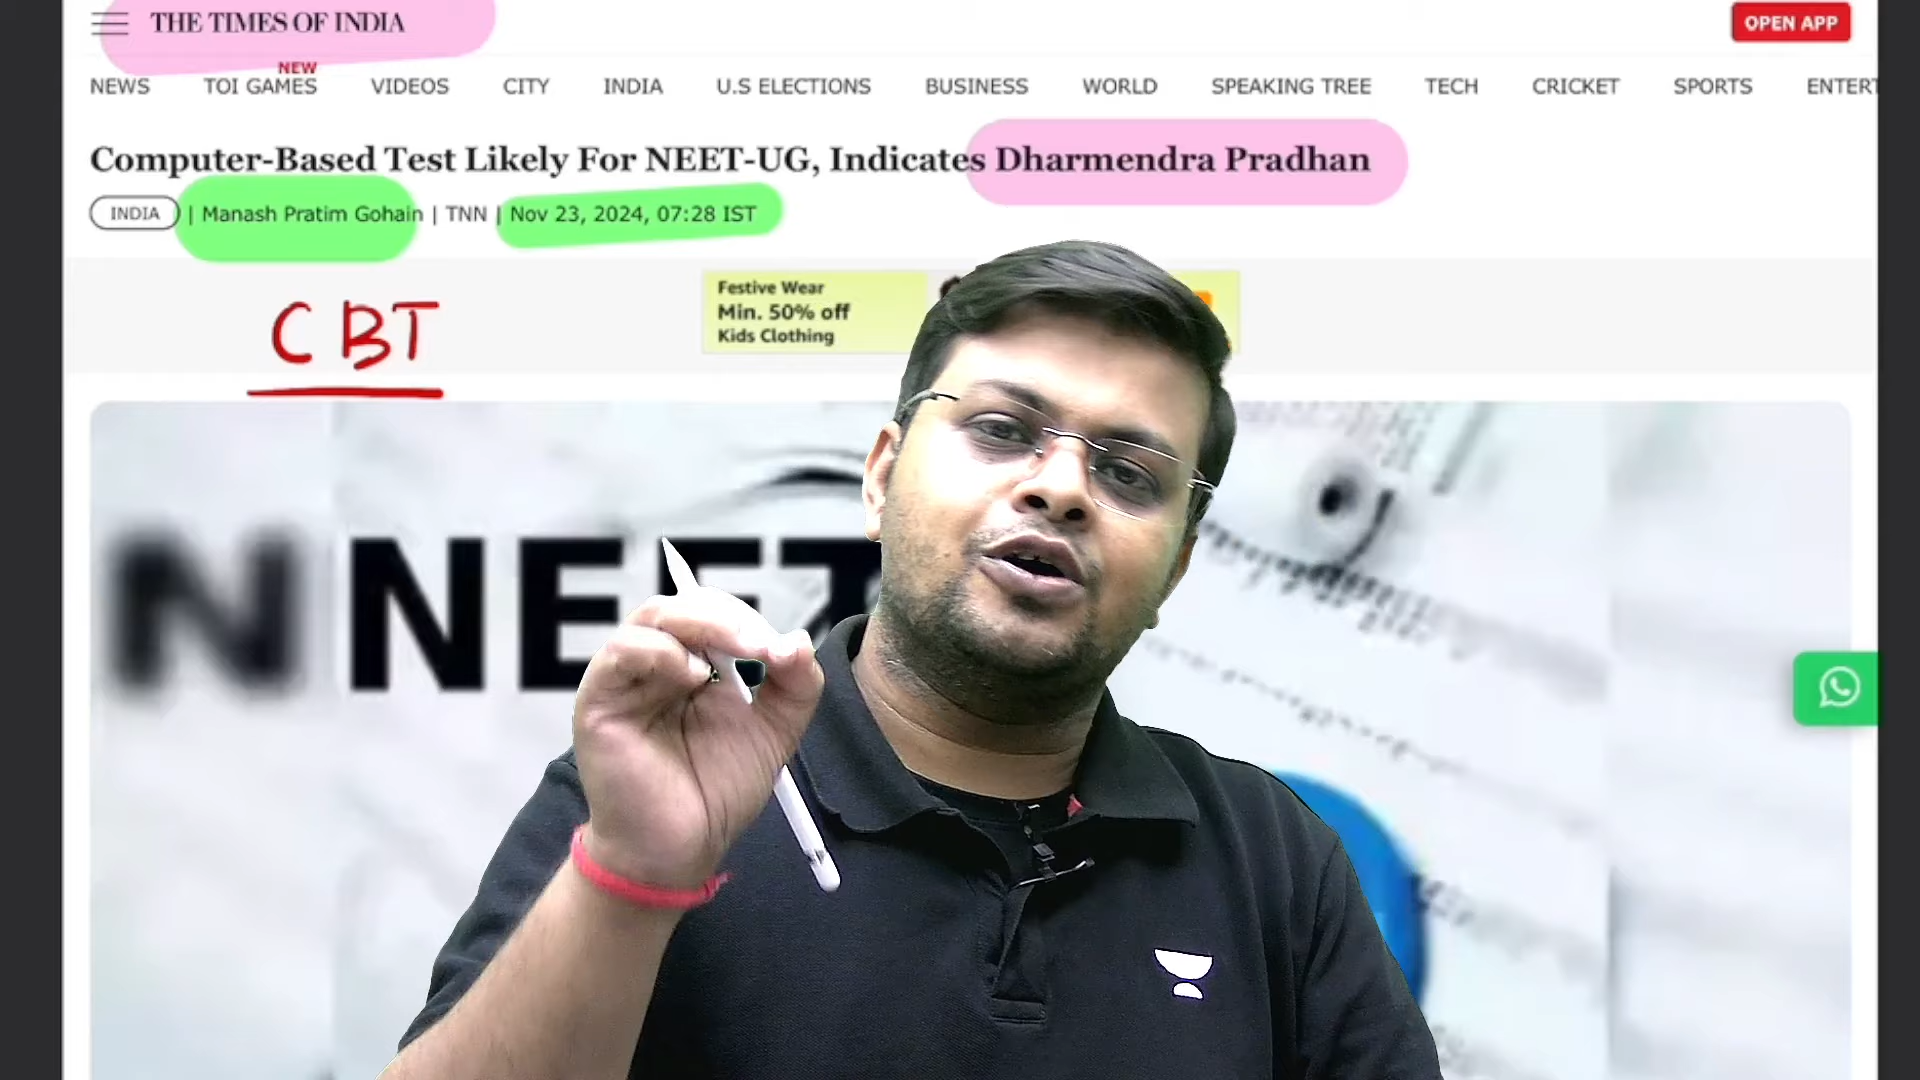 THE TIMES OF INDIA
OPEN APP
NEW
NEWS TOI GAMES VIDEOS CITY INDIA U.S ELECTIONS BUSINESS WORLD SPEAKING TREE TECH CRICKET SPORTS ENTERT
Computer-Based Test Likely For NEET-UG, Indicates Dharmendra Pradhan
INDIA | Manash Pratim Gohain | TNN | Nov 23, 2024, 07:28 IST
Festive Wear
Min. 50% off
Kids Clothing
CBT
N NEET